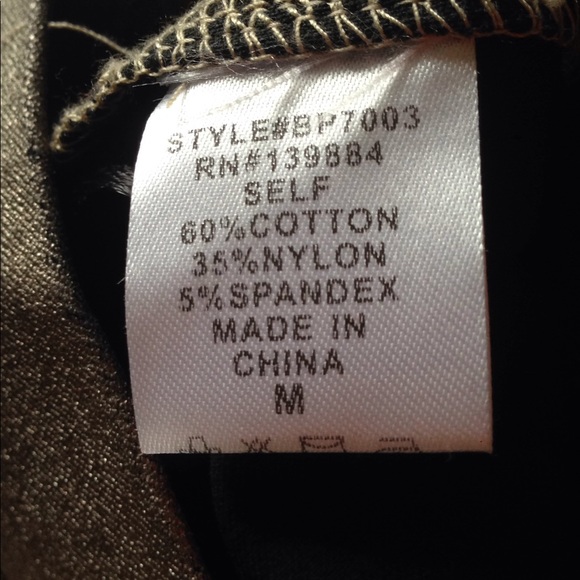 STYLE#BP7003
RN#139884
SELF
60%COTTON
35%NYLON
5%SPANDEX
MADE IN
CHINA
M